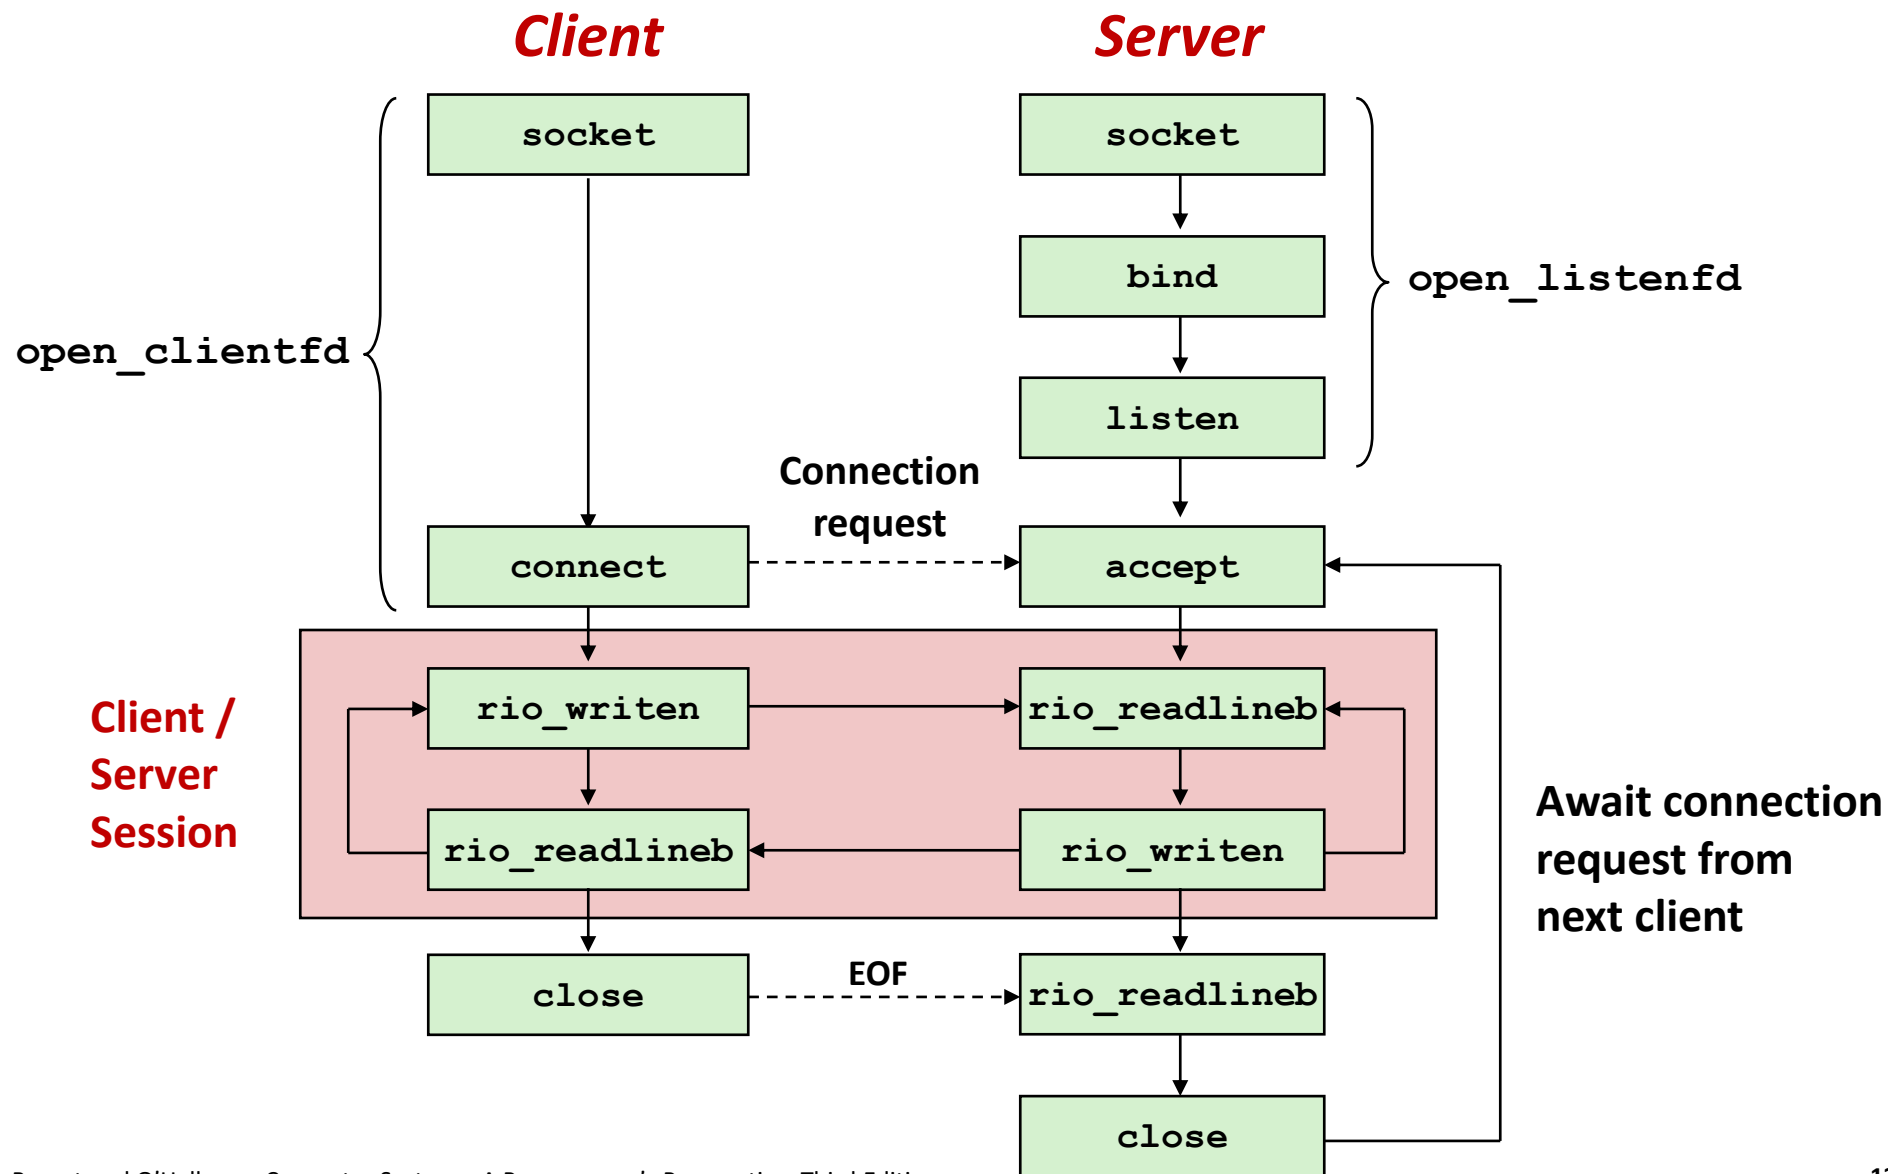 Client
Server
socket
socket
bind
open_listenfd
open_clientfd
listen
Connection
request
connect
accept
Client /
Server
Session
rio_writen
rio_readlineb
rio_readlineb
rio_writen
Await connection
request from
next client
close
EOF
rio_readlineb
close